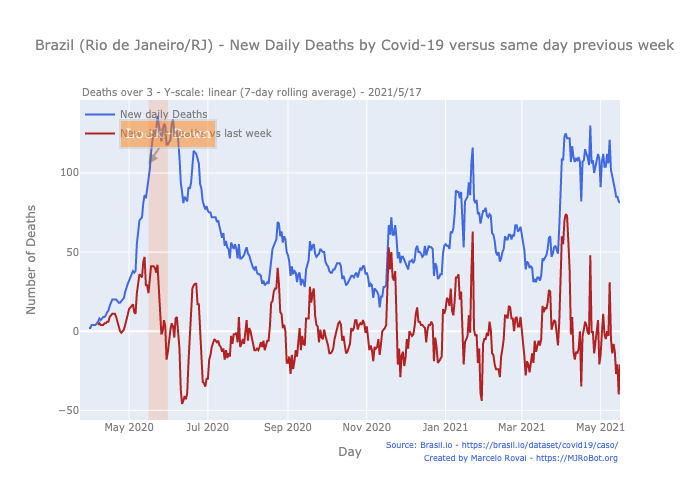 Brazil (Rio de Janeiro/RJ) - New Daily Deaths by Covid-19 versus same day previous week
Deaths over 3 - Y-scale: linear (7-day rolling average) - 2021/5/17
New daily Deaths
vs last week
Number of Deaths
100
50
0
−50
May 2020
Jul 2020
Sep 2020
Nov 2020
Jan 2021
Mar 2021
May 2021
Day
Source: Brasil.io - https://brasil.io/dataset/covid19/caso/
Created by Marcelo Rovai - https://MJRoBot.org